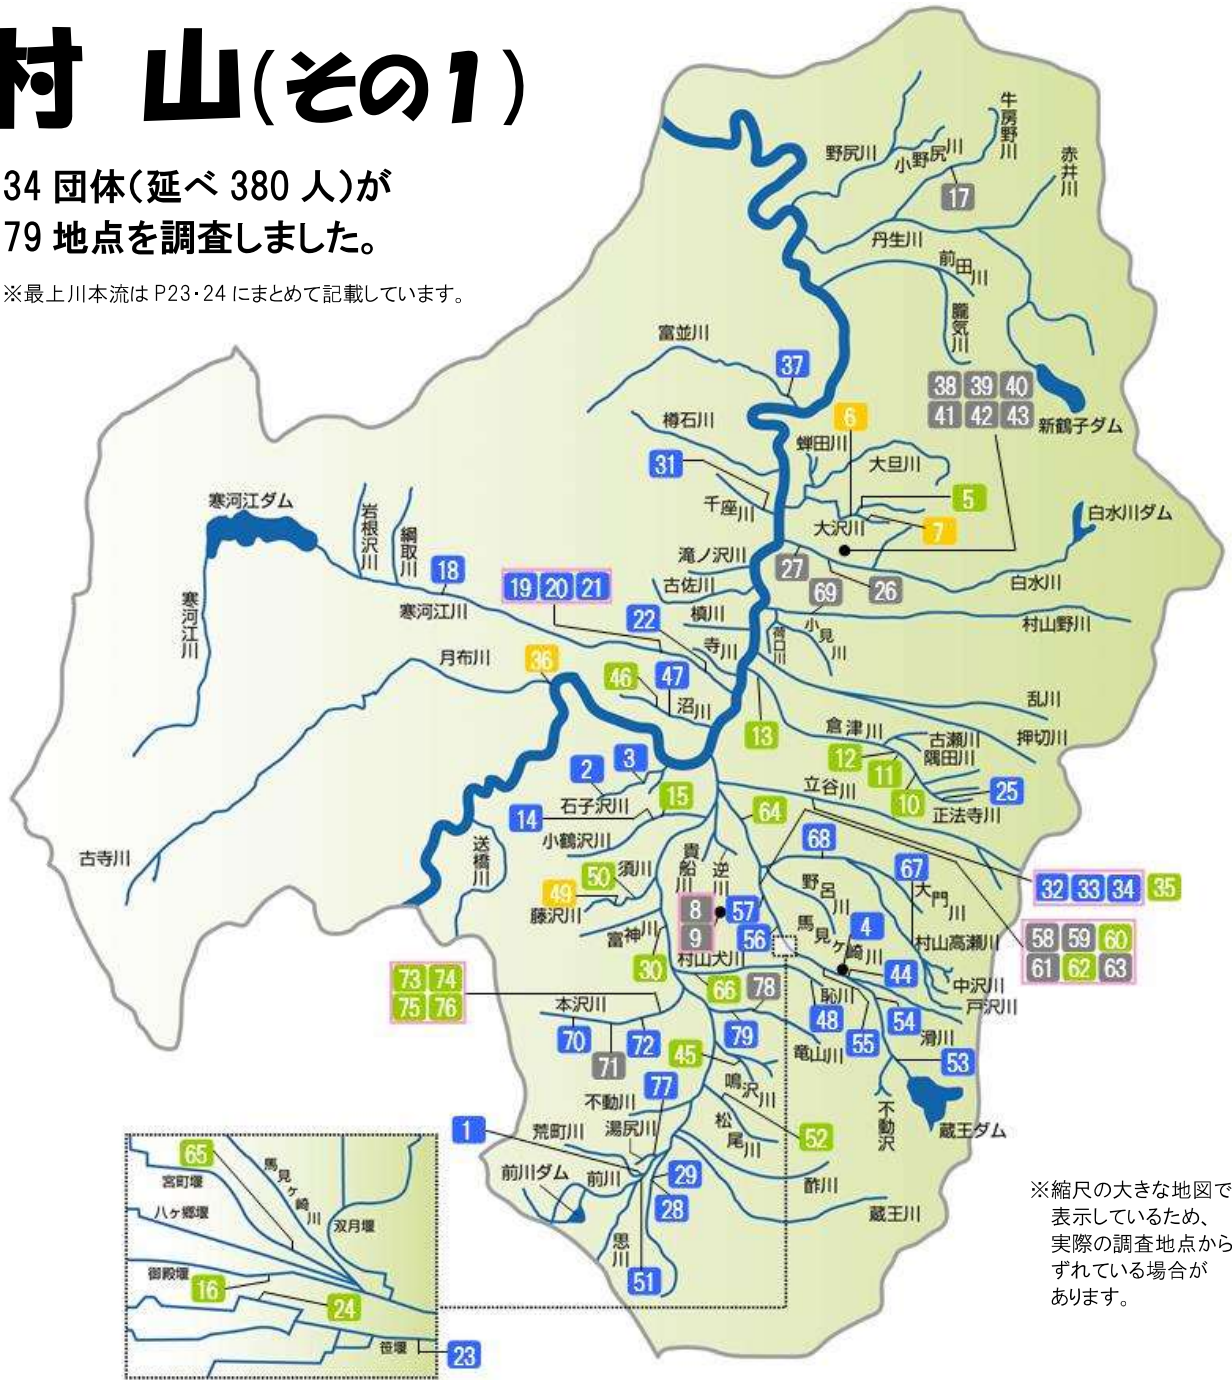 村 山(その1)
34 団体(延べ 380 人)が
79 地点を調査しました。
※最上川本流は P23・24 にまとめて記載しています。
牛房野川
赤井川
野尻川
小野尻川
17
丹生川
前田川
朧気川
富並川
37
38 39 40
41 42 43
新鶴子ダム
樽石川
6
蝉田川
大旦川
31
5
千座川
大沢川
7
白水川ダム
寒河江ダム
岩根沢川
綱取川
滝ノ沢川
27
26
白水川
18
19 20 21
古佐川
69
寒河江川
寒河江川
22
槙川
荷口川
小見川
村山野川
月布川
36
寺川
46
47
沼川
乱川
押切川
13
倉津川
古瀬川
隅田川
12
11
10
25
正法寺川
2
3
石子沢川
15
立谷川
64
14
小鶴沢川
68
古寺川
送橋川
須川
貴船川
逆川
50
49
藤沢川
野呂川
67
大門川
32 33 34 35
8
9
57
馬見ヶ崎川
4
富神川
56
村山高瀬川
58 59 60
61 62 63
30
村山犬川
44
中沢川
戸沢川
73 74
75 76
66
78
恥川
本沢川
48
54
70
72
79
55
滑川
71
45
竜山川
53
鳴沢川
77
不動川
不動沢
蔵王ダム
荒町川
湯尻川
松尾川
52
1
前川ダム
前川
29
酢川
28
蔵王川
思川
51
65
宮町堰
馬見ヶ崎川
八ヶ郷堰
双月堰
御殿堰
16
24
笹堰
23
※縮尺の大きな地図で
表示しているため、
実際の調査地点から
ずれている場合が
あります。